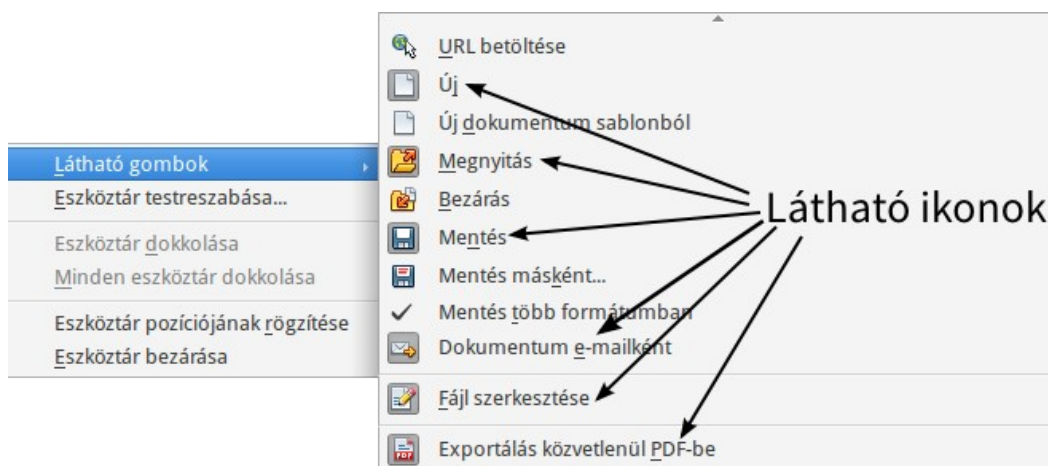 Látható gombok
Eszköztár testreszabása...
Eszköztár dokkolása
Minden eszköztár dokkolása
Eszköztár pozíciójának rögzítése
Eszköztár bezárása
URL betöltése
Új
Új dokumentum sablonból
Megnyitás
Bezárás
Mentés
Mentés másként...
Mentés több formátumban
Dokumentum e-mailként
Fájl szerkesztése
PDF
Exportálás közvetlenül PDF-be
Látható ikonok